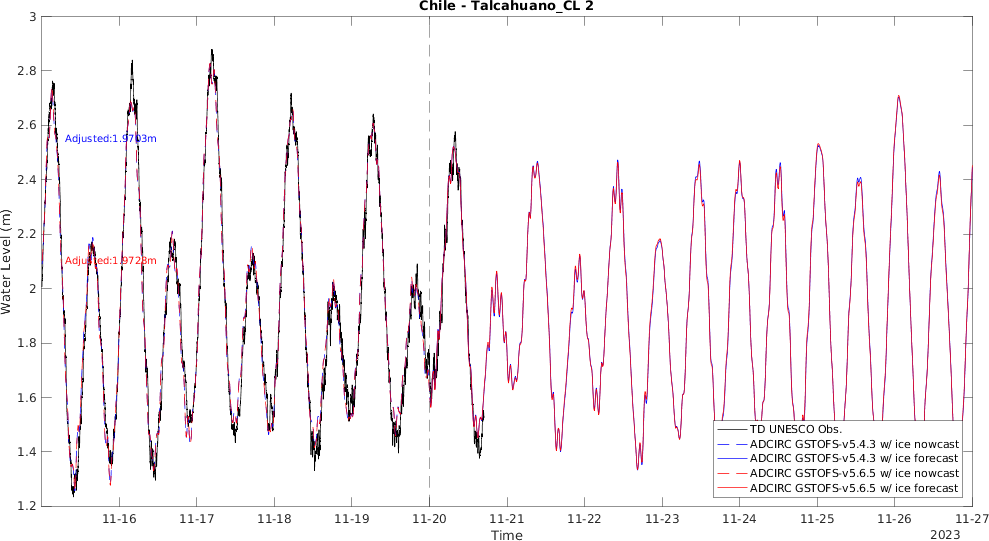 Chile - Talcahuano_CL 2
3
2.8
2.6
2.4
2.2
2
1.8
1.6
1.4
1.2
Water Level (m)
Adjusted:1.9703m
Adjusted:1.9728m
TD UNESCO Obs.
ADCIRC GSTOFS-v5.4.3 w/ ice nowcast
ADCIRC GSTOFS-v5.4.3 w/ ice forecast
ADCIRC GSTOFS-v5.6.5 w/ ice nowcast
ADCIRC GSTOFS-v5.6.5 w/ ice forecast
11-16 11-17 11-18 11-19 11-20 11-21 11-22 11-23 11-24 11-25 11-26 11-27
Time
2023